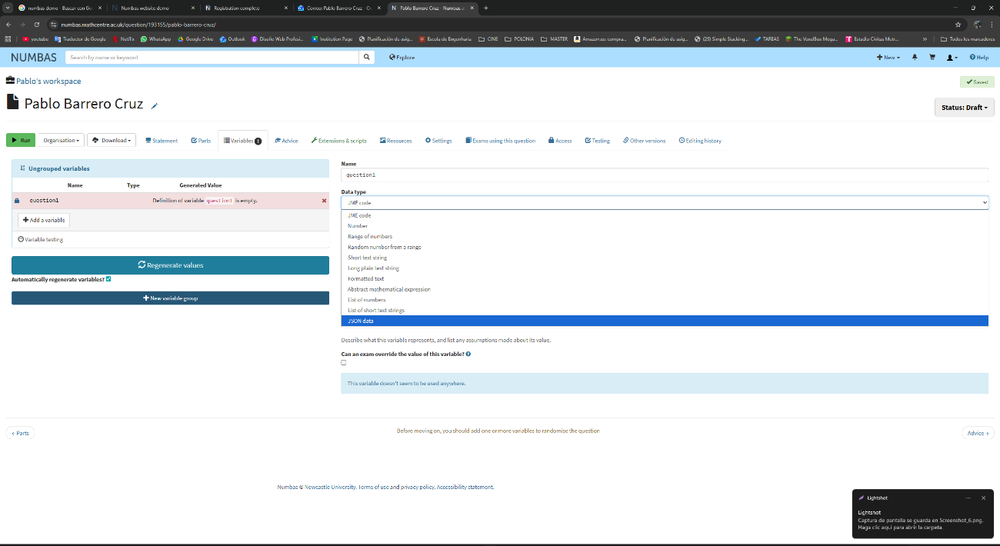 numbas demo - Buscar con Go
Numbas website demo
Registration complete
Correo: Pable Barrero Cruz - O...
Pablo Barrero Cruz - Numbas at
numbas.mathcentre.ac.uk/question/193155/pablo-barrero-cruz/
youtube
Traductor de Google
Netflix
WhatsApp
Google Drive
Outlook
Diseño Web Profesi...
Institution Page
Planificación de asig...
Escola de Engenharia
CINE
POLONIA
MASTER
Amazon.es: compra...
Planificación de asig...
(29) Simple Stacking...
TAREAS
The VoxelBox Mega...
Estadio Cívitas Metr...
»
Todos los marcadores
NUMBAS
Search by name or keyword
Explore
New
Help
Pablo's workspace
Saved
Pablo Barrero Cruz
Status: Draft
Run
Organisation
Download
Statement
Parts
Variables
Advice
Extensions & scripts
Resources
Settings
Exams using this question
Access
Testing
Other versions
Editing history
Ungrouped variables
Name Type Generated Value
question1 Definition of variable question1 is empty.
Add a variable
Variable testing
Regenerate values
Automatically regenerate variables?
New variable group
Name
question1
Data type
JME code
JME code
Number
Range of numbers
Random number from a range
Short text string
Long plain text string
Formatted text
Abstract mathematical expression
List of numbers
List of short text strings
JSON data
Describe what this variable represents, and list any assumptions made about its value.
Can an exam override the value of this variable?
This variable doesn't seem to be used anywhere.
← Parts
Before moving on, you should add one or more variables to randomise the question
Advice →
Numbas © Newcastle University. Terms of use and privacy policy. Accessibility statement.
Lightshot
Lightshot
Captura de pantalla se guarda en Screenshot_6.png.
Haga clic aquí para abrir la carpeta.